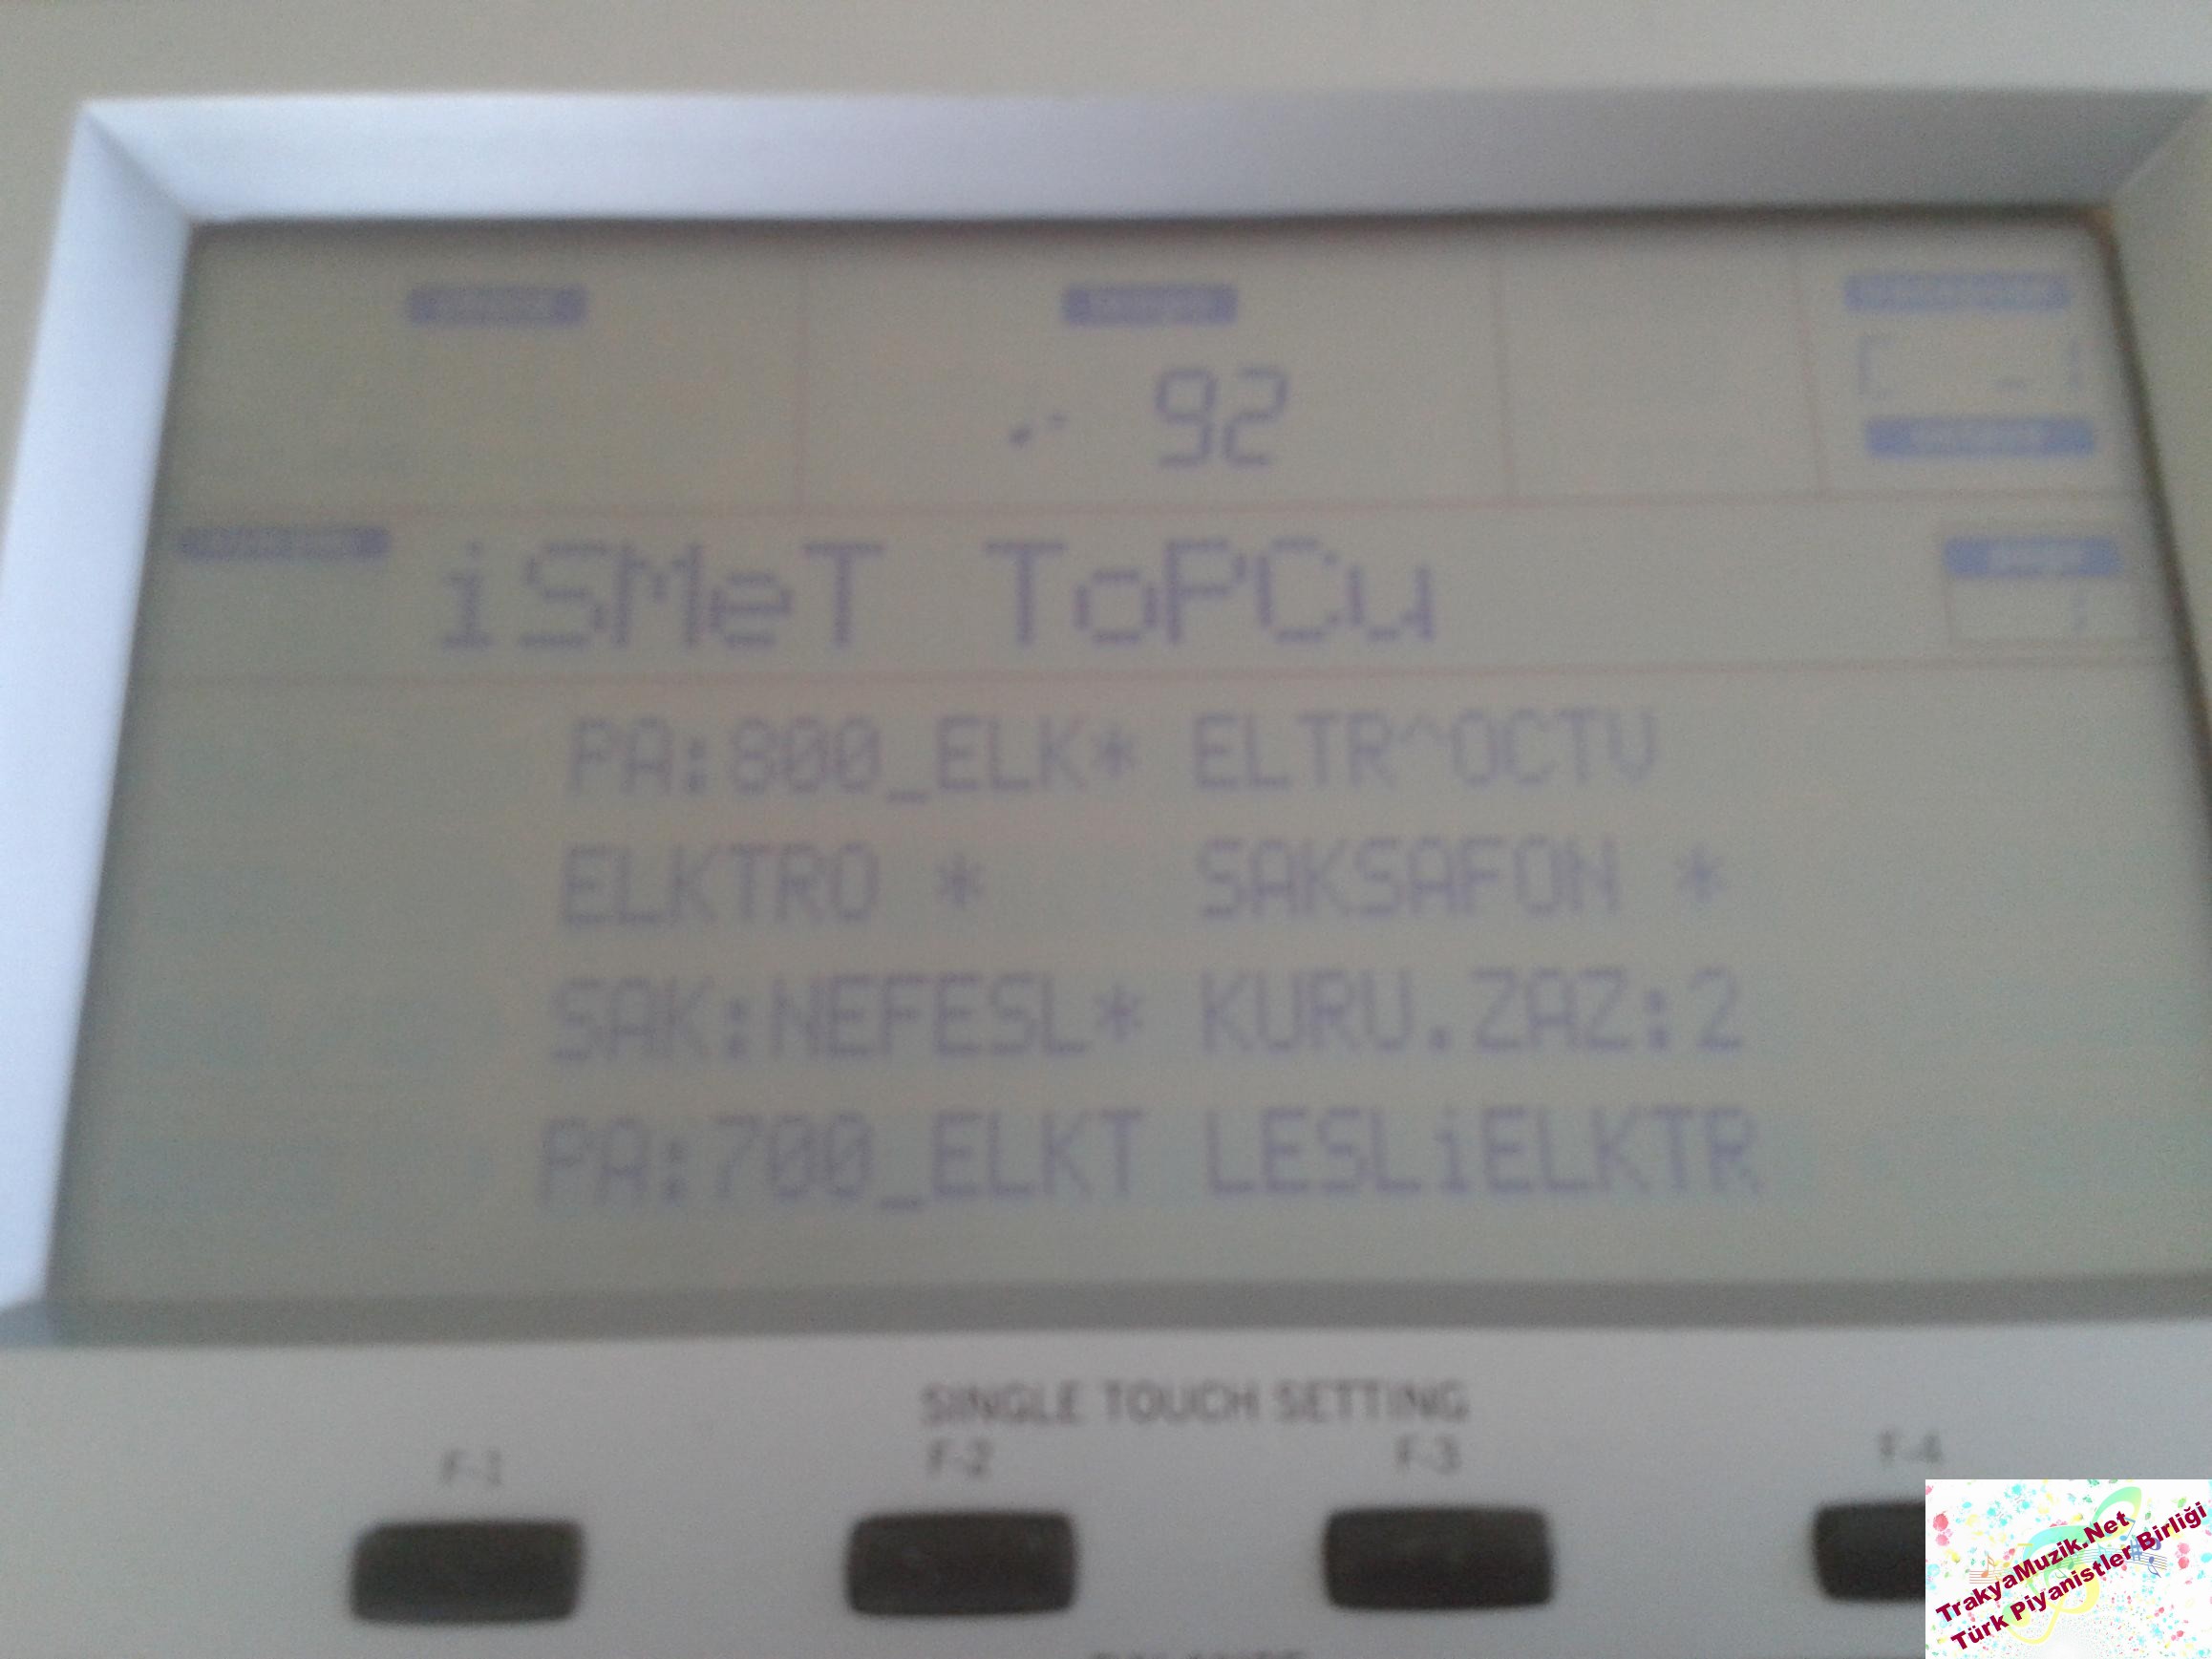 92
iSMeT ToPCu
PA:800_ELK* ELTR^OCTV
ELKTRO * SAKSAFON *
SAK:NEFESL* KURU.ZAZ:2
PA:700_ELKT LESLiELKTR
SINGLE TOUCH SETTING
F-1 F-2 F-3 F-4
TrakyaMuzik.Net
Türk Piyanistler Birliği